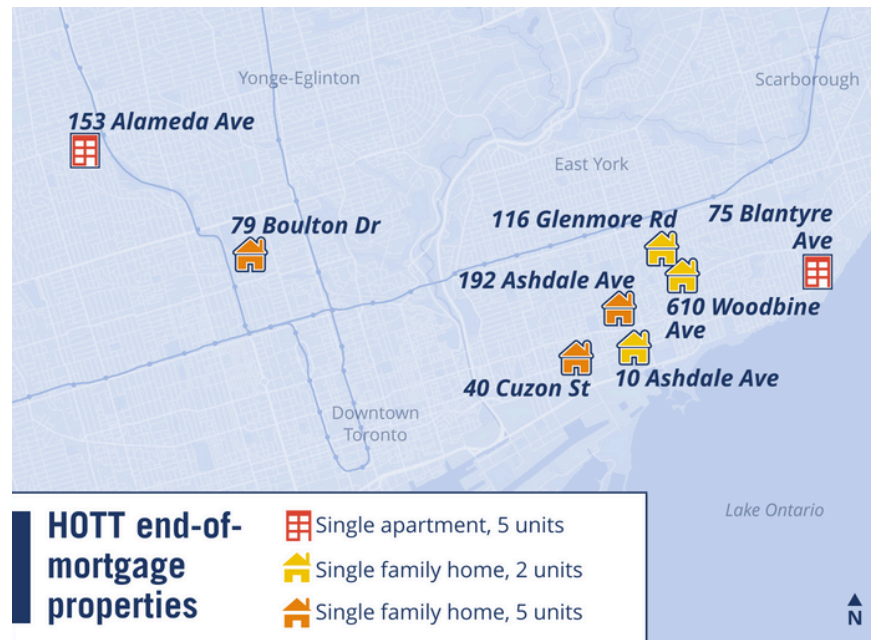 Yonge-Eglinton
Scarborough
153 Alameda Ave
East York
79 Boulton Dr
116 Glenmore Rd
75 Blantyre
Ave
192 Ashdale Ave
610 Woodbine
Ave
40 Cuzon St
10 Ashdale Ave
Downtown
Toronto
Lake Ontario
HOTT end-of-
mortgage
properties
Single apartment, 5 units
Single family home, 2 units
Single family home, 5 units
N